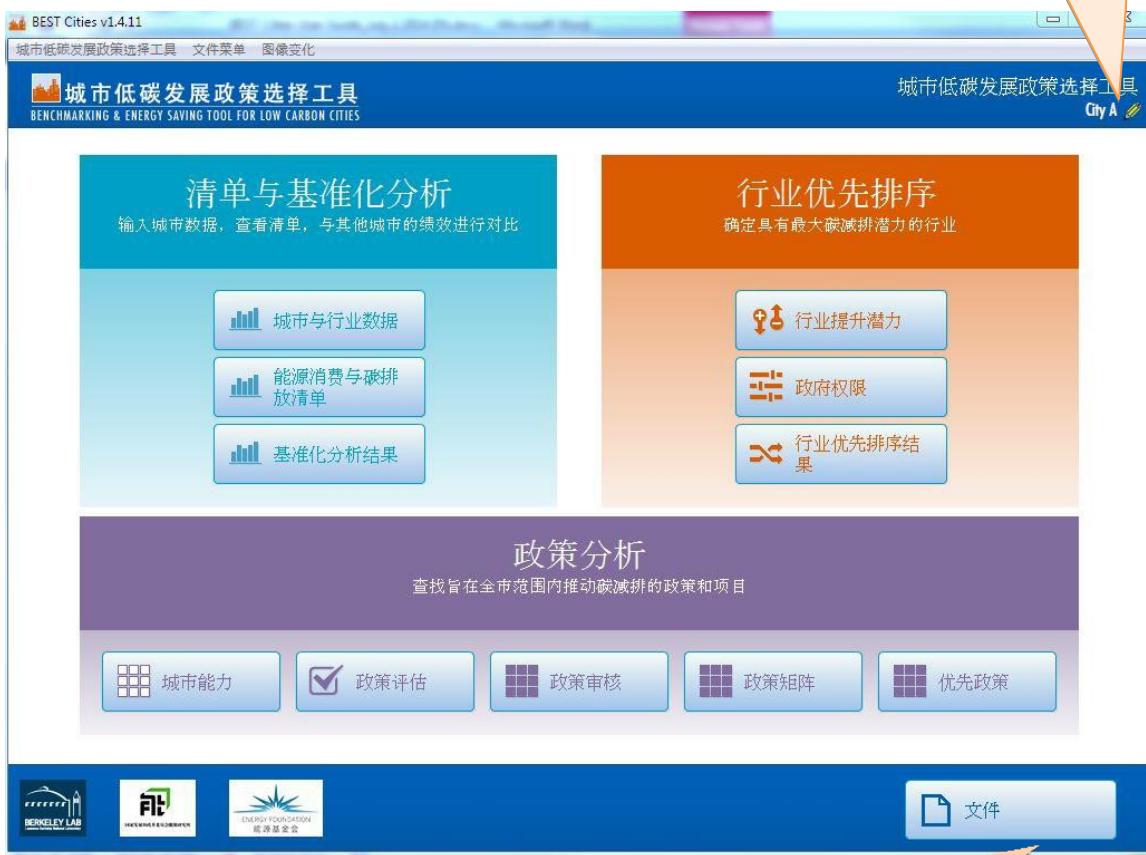 BEST Cities v1.4.11
城市低碳发展政策选择工具 文件菜单 图像变化
城市低碳发展政策选择工具
BENCHMARKING & ENERGY SAVING TOOL FOR LOW CARBON CITIES
城市低碳发展政策选择工具
City A
清单与基准化分析
输入城市数据，查看清单，与其他城市的绩效进行对比
城市与行业数据
能源消费与碳排
放清单
基准化分析结果
行业优先排序
确定具有最大碳减排潜力的行业
行业提升潜力
政府权限
行业优先排序结
果
政策分析
查找旨在全市范围内推动碳减排的政策和项目
城市能力
政策评估
政策审核
政策矩阵
优先政策
BERKELEY LAB
ENERGY FOUNDATION
能源基金会
文件